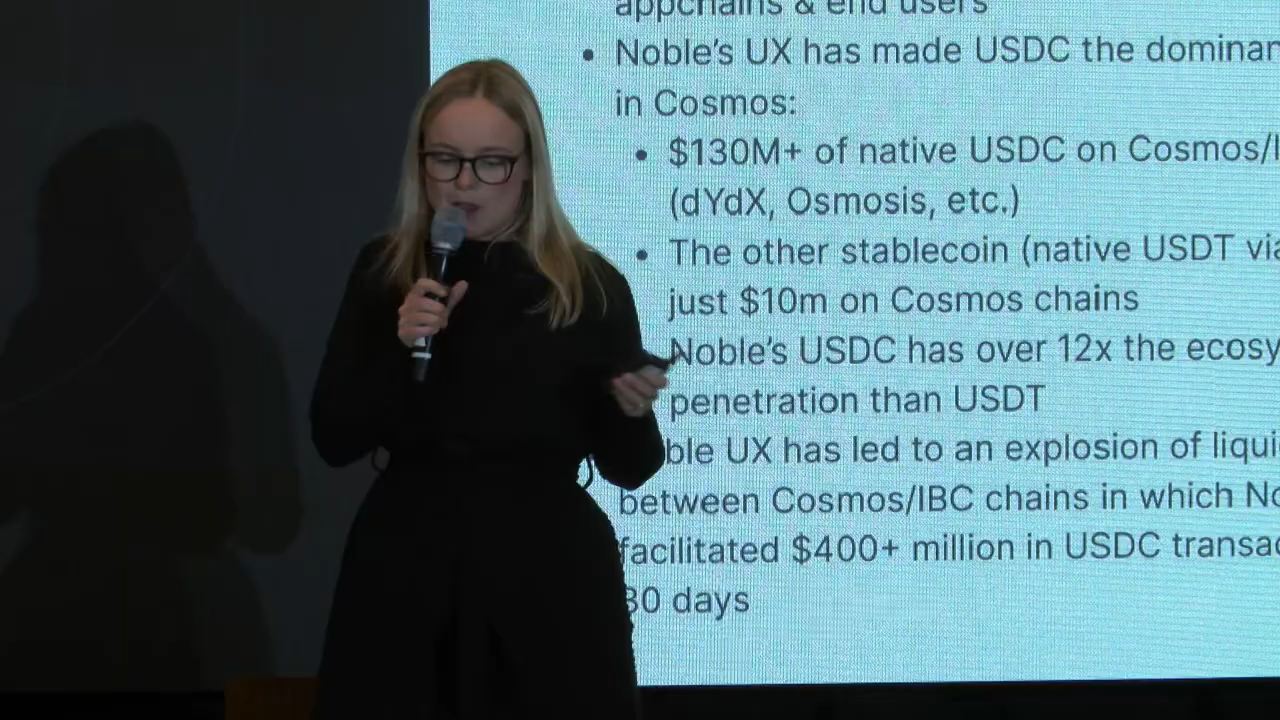 appchains & end users
• Noble's UX has made USDC the dominan
in Cosmos:
• $130M+ of native USDC on Cosmos/I
(dYdX, Osmosis, etc.)
• The other stablecoin (native USDT via
just $10m on Cosmos chains
Noble's USDC has over 12x the ecosy
penetration than USDT
ble UX has led to an explosion of liqui
between Cosmos/IBC chains in which No
facilitated $400+ million in USDC transac
30 days